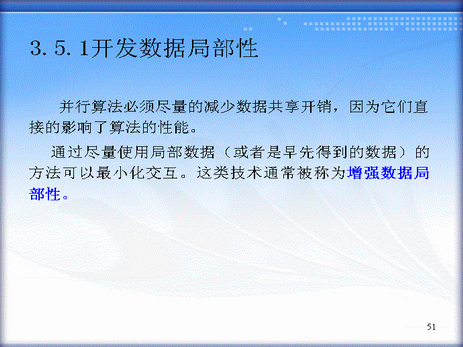 3.5.1开发数据局部性
并行算法必须尽量的减少数据共享开销，因为它们直
接的影响了算法的性能。
通过尽量使用局部数据（或者是早先得到的数据）的
方法可以最小化交互。这类技术通常被称为增强数据局
部性。
51